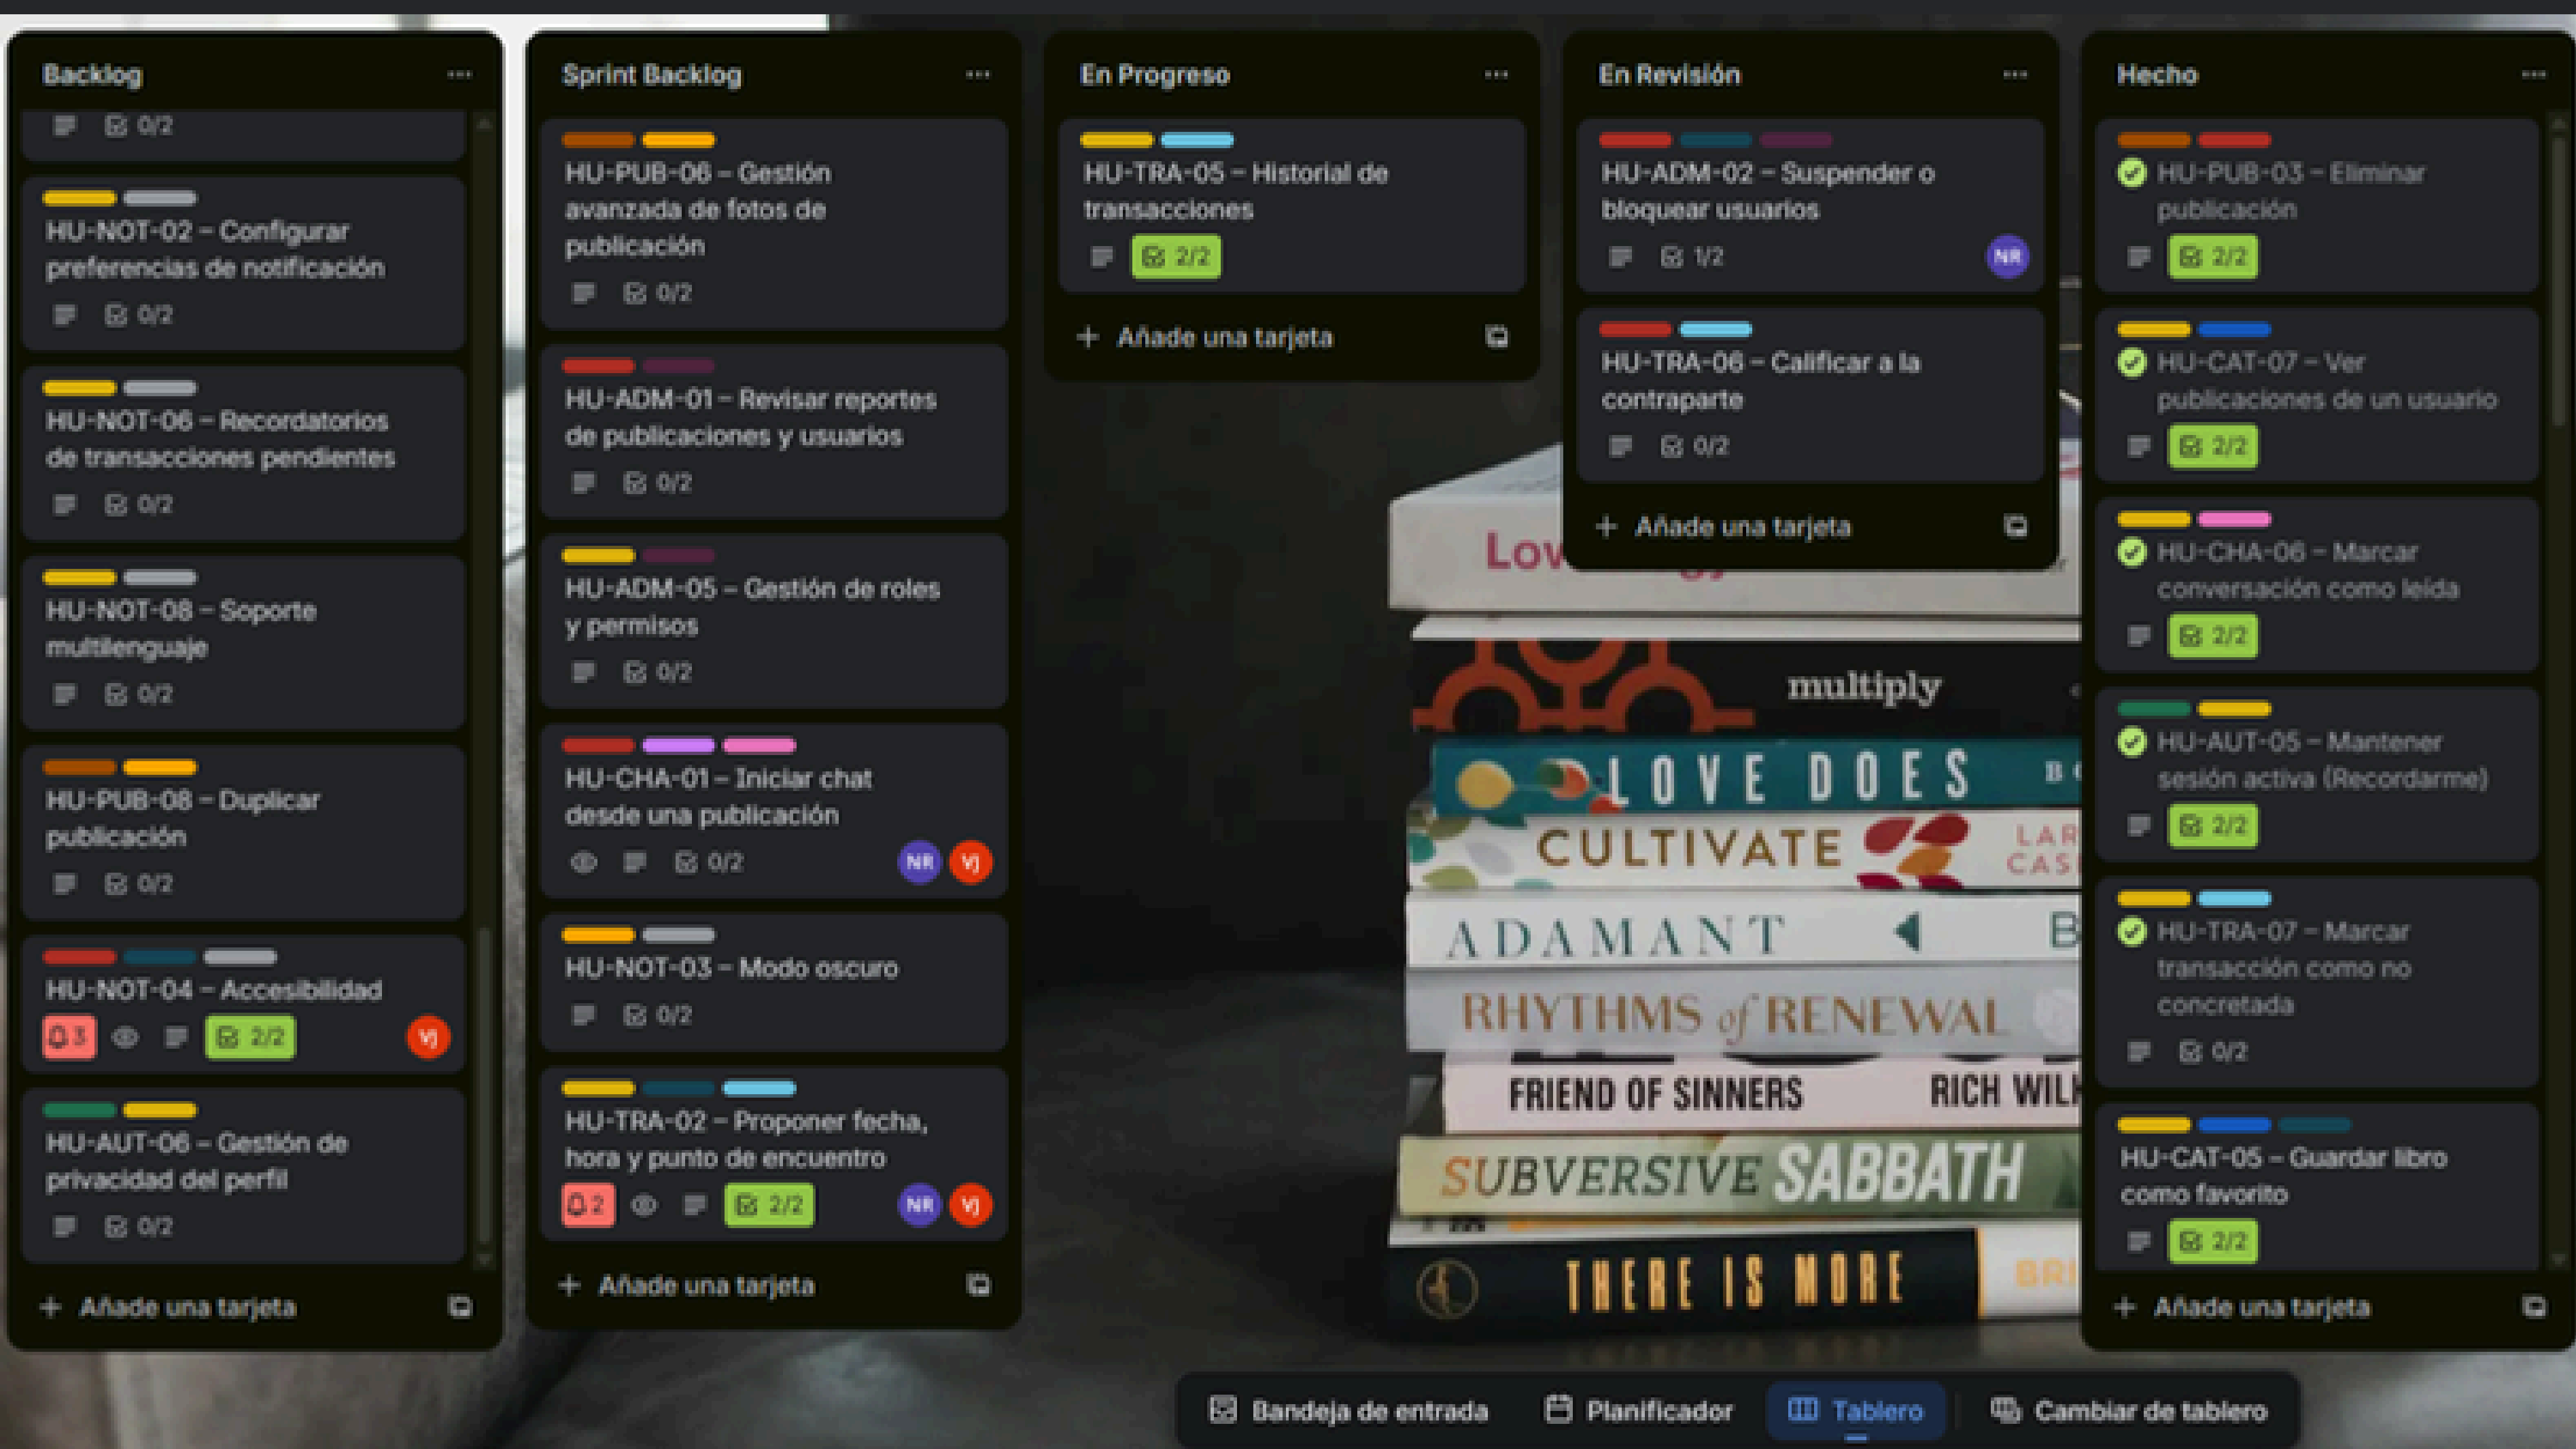 Backlog
0/2
HU-NOT-02 – Configurar
preferencias de notificación
0/2
HU-NOT-06 – Recordatorios
de transacciones pendientes
0/2
HU-NOT-08 – Soporte
multilenguaje
0/2
HU-PUB-08 – Duplicar
publicación
0/2
HU-NOT-04 – Accesibilidad
3 2/2 VJ
HU-AUT-06 – Gestión de
privacidad del perfil
0/2
+ Añade una tarjeta
Sprint Backlog
HU-PUB-06 – Gestión
avanzada de fotos de
publicación
0/2
HU-ADM-01 – Revisar reportes
de publicaciones y usuarios
0/2
HU-ADM-05 – Gestión de roles
y permisos
0/2
HU-CHA-01 – Iniciar chat
desde una publicación
0/2 NR VJ
HU-NOT-03 – Modo oscuro
0/2
HU-TRA-02 – Proponer fecha,
hora y punto de encuentro
2 2/2 NR VJ
+ Añade una tarjeta
En Progreso
HU-TRA-05 – Historial de
transacciones
2/2
+ Añade una tarjeta
En Revisión
HU-ADM-02 – Suspender o
bloquear usuarios
1/2 NR
HU-TRA-06 – Calificar a la
contraparte
0/2
+ Añade una tarjeta
Hecho
HU-PUB-03 – Eliminar
publicación
2/2
HU-CAT-07 – Ver
publicaciones de un usuario
2/2
HU-CHA-06 – Marcar
conversación como leída
2/2
HU-AUT-05 – Mantener
sesión activa (Recordarme)
2/2
HU-TRA-07 – Marcar
transacción como no
concretada
0/2
HU-CAT-05 – Guardar libro
como favorito
2/2
+ Añade una tarjeta
multiply
LOVE DOES
CULTIVATE
ADAMANT
RHYTHMS of RENEWAL
FRIEND OF SINNERS RICH
SUBVERSIVE SABBATH
THERE IS MORE
Bandeja de entrada
Planificador
Tablero
Cambiar de tablero